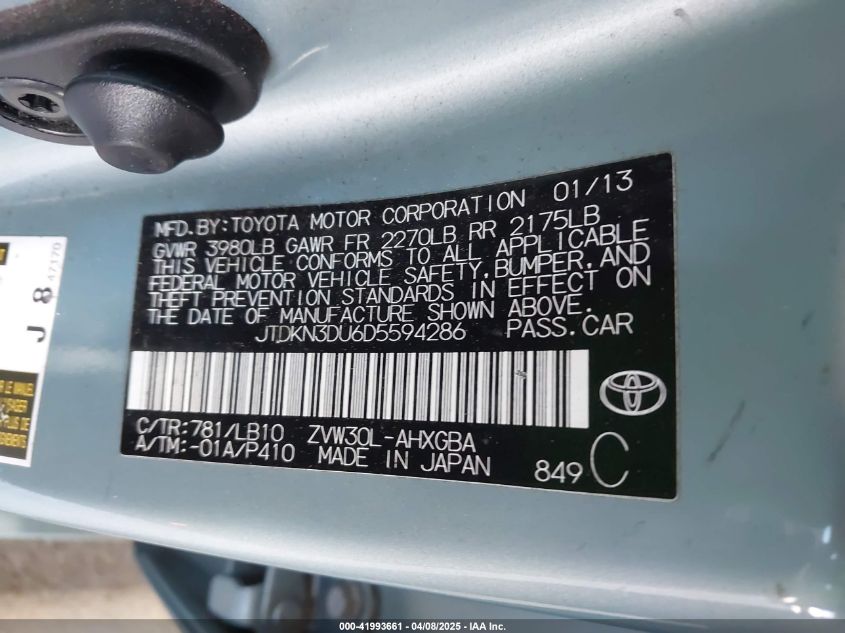 MFD.BY:TOYOTA MOTOR CORPORATION 01/13
GVWR 3980LB GAWR FR 2270LB RR 2175LB
THIS VEHICLE CONFORMS TO ALL APPLICABLE
FEDERAL MOTOR VEHICLE SAFETY,BUMPER,AND
THEFT PREVENTION STANDARDS IN EFFECT ON
THE DATE OF MANUFACTURE SHOWN ABOVE.
JTDKN3DU6D5594286 PASS.CAR
C/TR:781/LB10 ZVW30L-AHXGBA
A/TM:-01A/P410 MADE IN JAPAN
849 C
J 8 47170
000-41993661 - 04/08/2025 - IAA Inc.